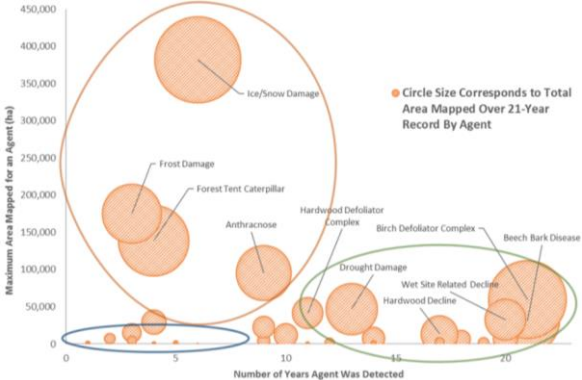 450,000
400,000
350,000
300,000
250,000
200,000
150,000
100,000
50,000
0
Maximum Area Mapped for an Agent (ha)
Ice/Snow Damage
Circle Size Corresponds to Total
Area Mapped Over 21-Year
Record By Agent
Frost Damage
Forest Tent Caterpillar
Anthracnose
Hardwood Defoliator
Complex
Birch Defoliator Complex
Beech Bark Disease
Drought Damage
Wet Site Related Decline
Hardwood Decline
0 5 10 15 20
Number of Years Agent Was Detected